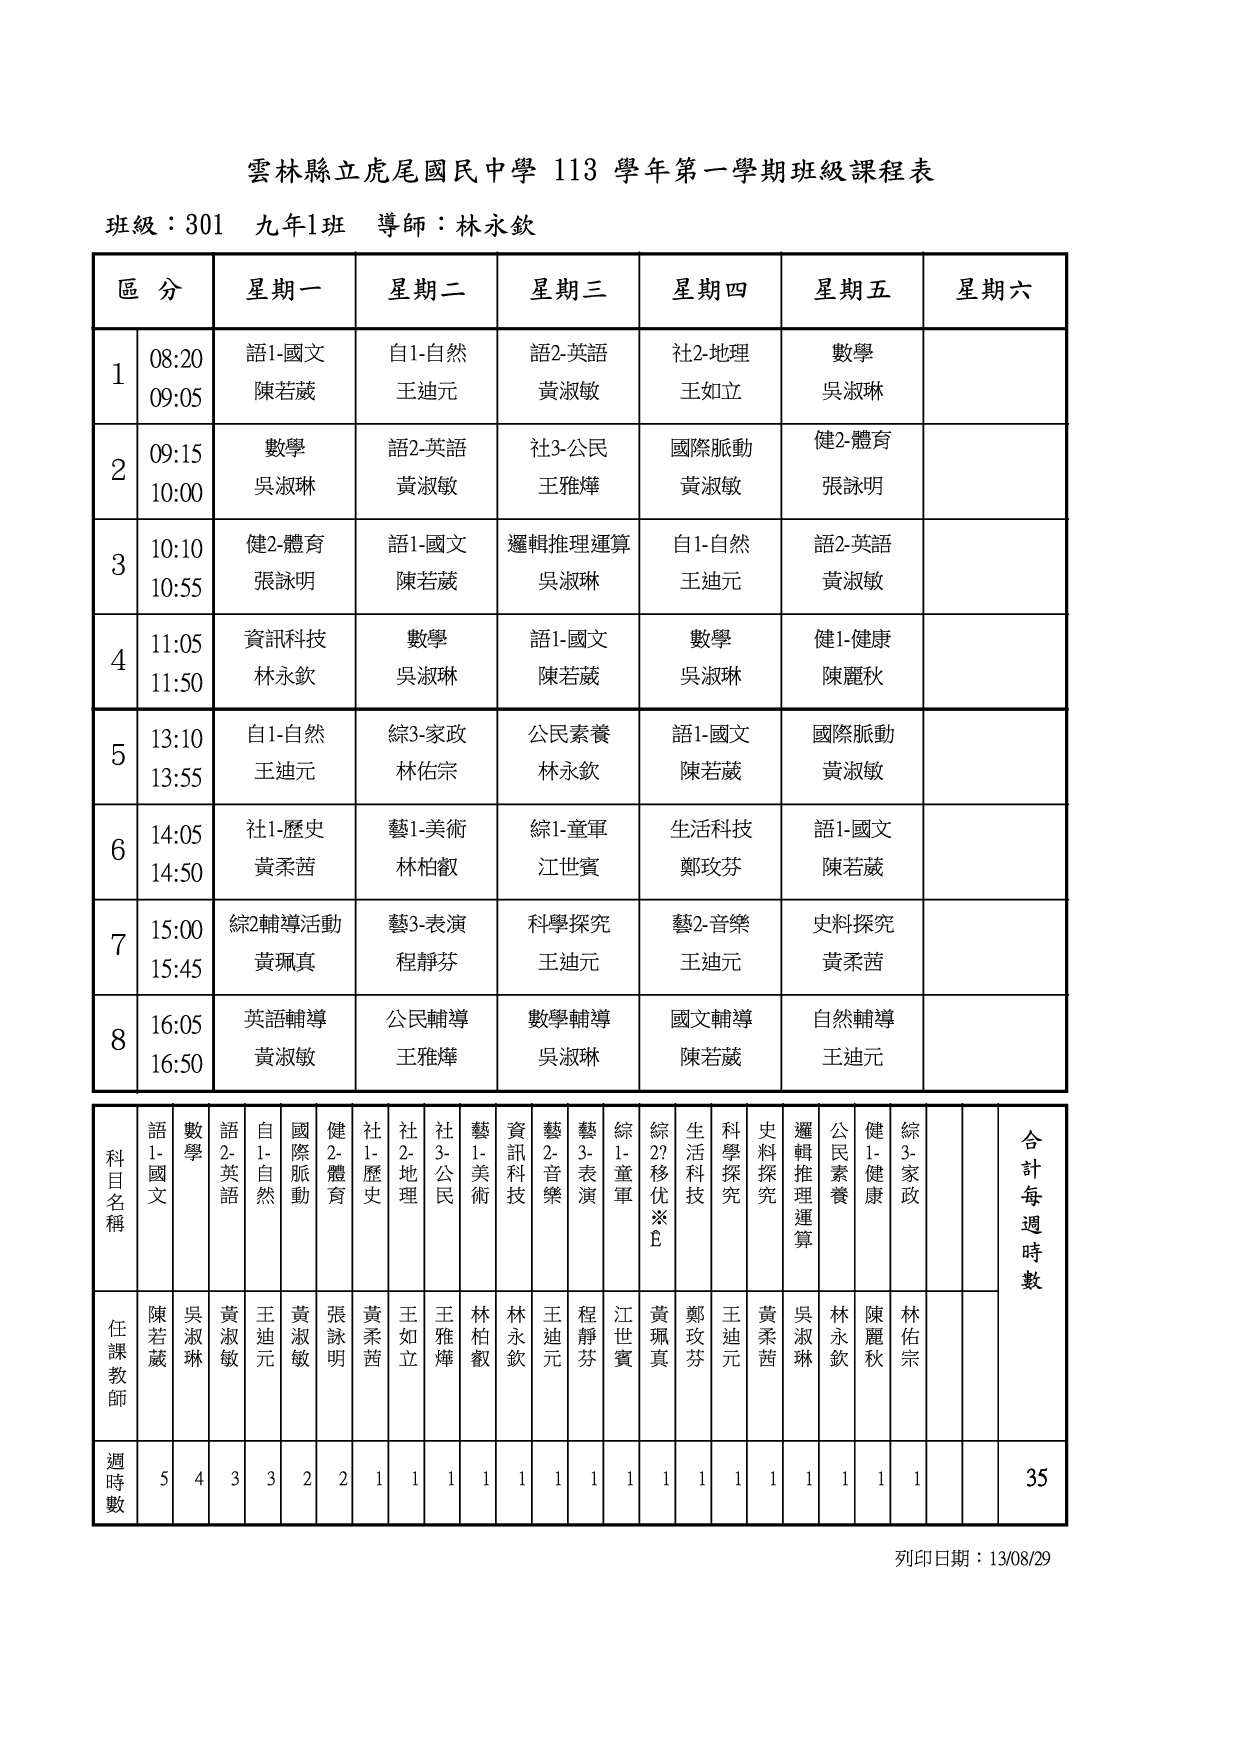 雲林縣立虎尾國民中學 113 學年第一學期班級課程表
班級：301 九年1班 導師：林永欽
區 分 星期一 星期二 星期三 星期四 星期五 星期六
1 08:20 09:05
語1-國文 自1-自然 語2-英語 社2-地理 數學
陳若葳 王迪元 黃淑敏 王如立 吳淑琳
2 09:15 10:00
數學 語2-英語 社3-公民 國際脈動 健2-體育
吳淑琳 黃淑敏 王雅燁 黃淑敏 張詠明
3 10:10 10:55
健2-體育 語1-國文 邏輯推理運算 自1-自然 語2-英語
張詠明 陳若葳 吳淑琳 王迪元 黃淑敏
4 11:05 11:50
資訊科技 數學 語1-國文 數學 健1-健康
林永欽 吳淑琳 陳若葳 吳淑琳 陳麗秋
5 13:10 13:55
自1-自然 綜3-家政 公民素養 語1-國文 國際脈動
王迪元 林佑宗 林永欽 陳若葳 黃淑敏
6 14:05 14:50
社1-歷史 藝1-美術 綜1-童軍 生活科技 語1-國文
黃柔茜 林柏叡 江世賓 鄭玫芬 陳若葳
7 15:00 15:45
綜2輔導活動 藝3-表演 科學探究 藝2-音樂 史料探究
黃珮真 程靜芬 王迪元 王迪元 黃柔茜
8 16:05 16:50
英語輔導 公民輔導 數學輔導 國文輔導 自然輔導
黃淑敏 王雅燁 吳淑琳 陳若葳 王迪元
科目名稱 語1-國文 數學 語2-英語 自1-自然 國際脈動 健2-體育 社1-歷史 社2-地理 社3-公民 藝1-美術 資訊科技 藝2-音樂 藝3-表演 綜1-童軍 綜2?移优※Ê 生活科技 科學探究 史料探究 邏輯推理運算 公民素養 健1-健康 綜3-家政 合計每週時數
任課教師 陳若葳 吳淑琳 黃淑敏 王迪元 黃淑敏 張詠明 黃柔茜 王如立 王雅燁 林柏叡 林永欽 王迪元 程靜芬 江世賓 黃珮真 鄭玫芬 王迪元 黃柔茜 吳淑琳 林永欽 陳麗秋 林佑宗
週時數 5 4 3 3 2 2 1 1 1 1 1 1 1 1 1 1 1 1 1 1 1 1 35
列印日期：13/08/29